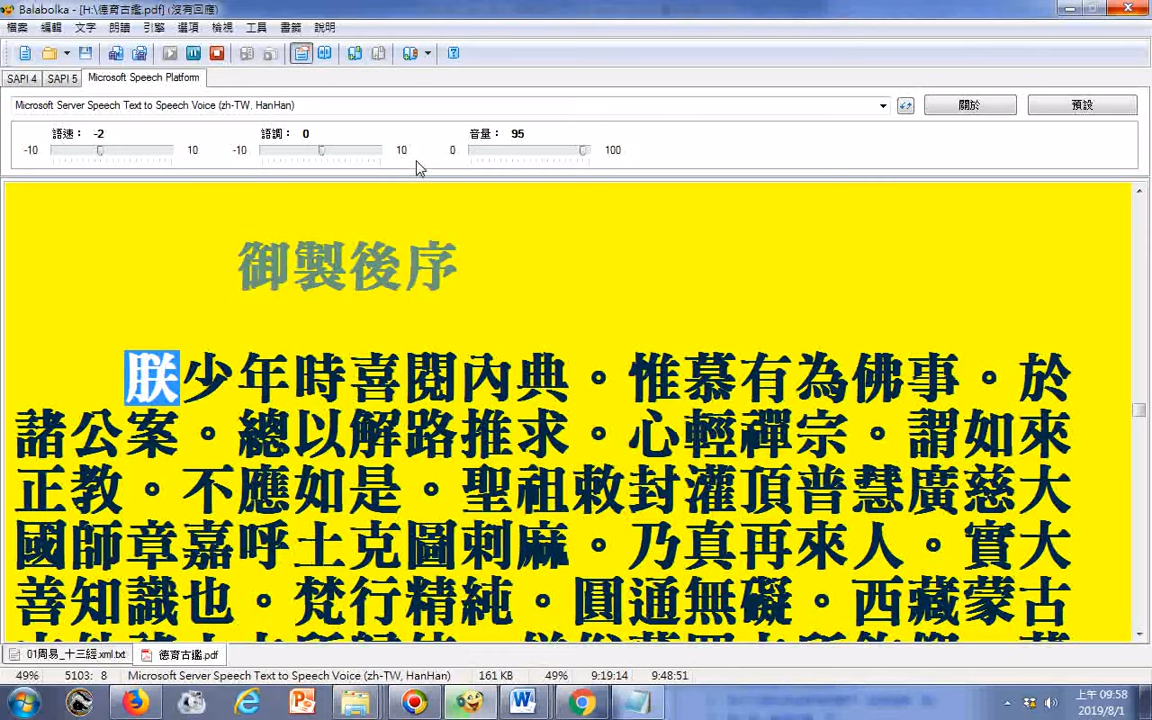 Balabolka - [H:\德育古鑑.pdf] (沒有回應)
檔案 編輯 文字 朗讀 引擎 選項 檢視 工具 書籤 說明
SAPI 4 SAPI 5 Microsoft Speech Platform
Microsoft Server Speech Text to Speech Voice (zh-TW, HanHan) 關於 預設
語速： -2 語調： 0 音量： 95
-10 10 -10 10 0 100
御製後序
朕少年時喜閱內典。惟慕有為佛事。於
諸公案。總以解路推求。心輕禪宗。謂如來
正教。不應如是。聖祖敕封灌頂普慧廣慈大
國師章嘉呼土克圖刺麻。乃真再來人。實大
善知識也。梵行精純。圓通無礙。西藏蒙古
01周易_十三經.xml.txt 德育古鑑.pdf
49% 5103: 8 Microsoft Server Speech Text to Speech Voice (zh-TW, HanHan) 161 KB 49% 9:19:14 9:48:51
上午 09:58
2019/8/1